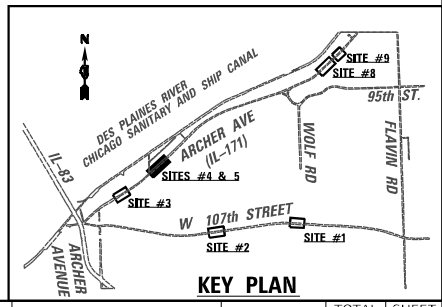 N
SITE #9
SITE #8
95th ST.
DES PLAINES RIVER
CHICAGO SANITARY AND SHIP CANAL
ARCHER AVE
(IL-171)
WOLF RD
FLAVIN RD
IL-83
SITES #4 & 5
SITE #3
W 107th STREET
SITE #2
SITE #1
ARCHER
AVENUE
KEY PLAN
TOTAL
SHEET